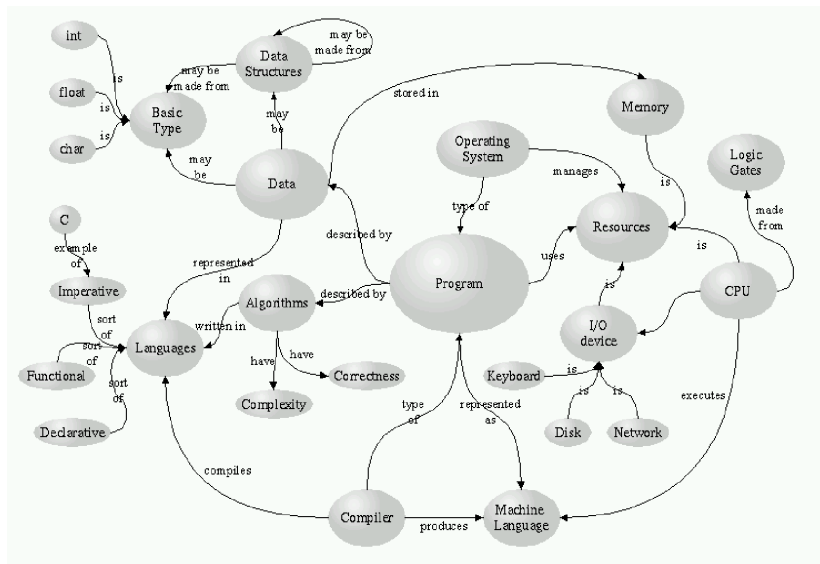 int
is
float
is
char
is
Basic
Type
may be
made from
Data
Structures
may be
made from
may
be
may
be
Data
stored in
Memory
is
Operating
System
manages
type of
Resources
Logic
Gates
made
from
is
CPU
uses
Program
described by
described by
represented
in
C
example
of
Imperative
sort
of
sort
of
Functional
sort
of
Declarative
Languages
written in
Algorithms
have
have
Complexity
Correctness
is
I/O
device
Keyboard
is
is
is
Disk
Network
executes
type
of
represented
as
compiles
Compiler
produces
Machine
Language